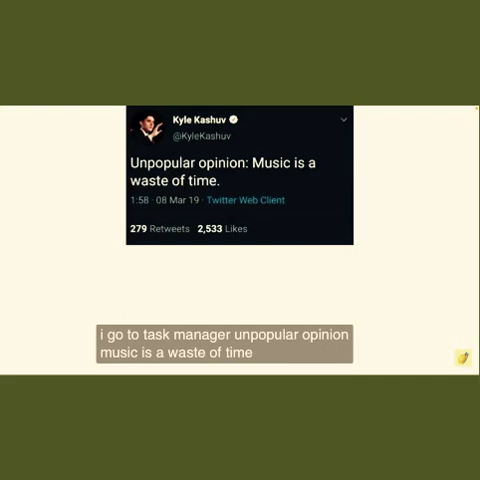 Kyle Kashuv
@KyleKashuv
Unpopular opinion: Music is a
waste of time.
1:58 · 08 Mar 19 · Twitter Web Client
279 Retweets 2,533 Likes
i go to task manager unpopular opinion
music is a waste of time